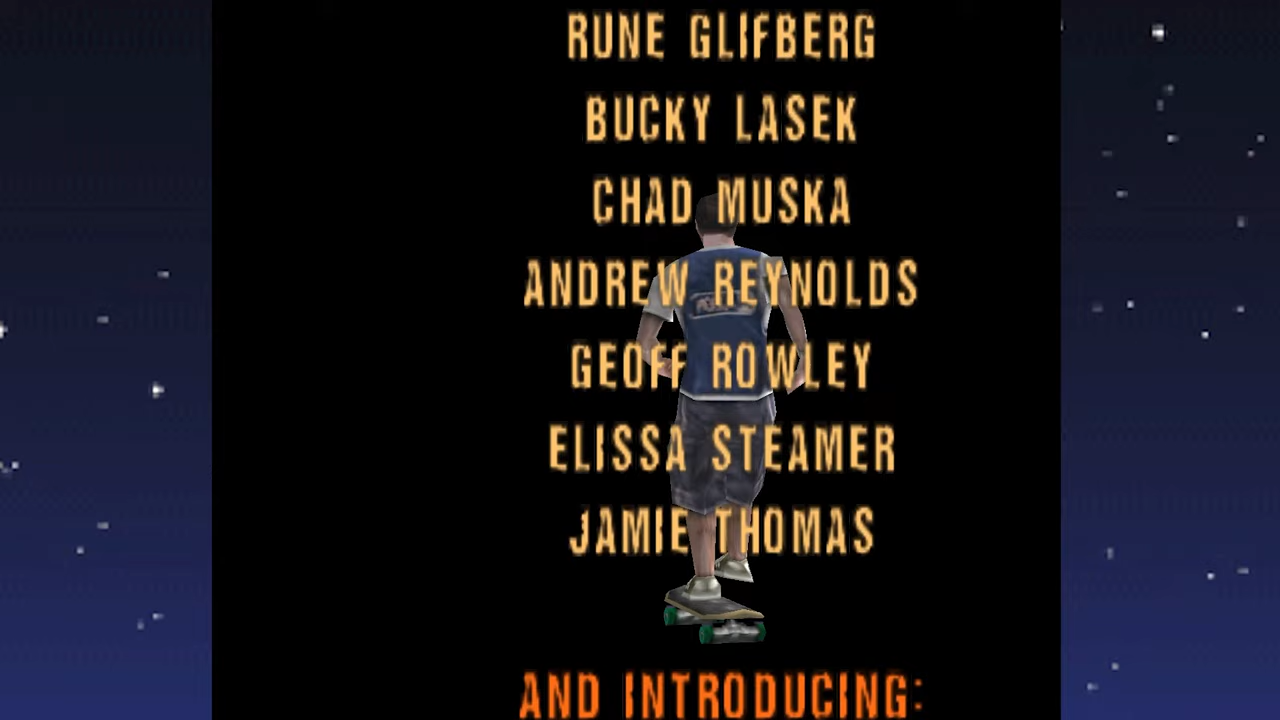 RUNE GLIFBERG
BUCKY LASEK
CHAD MUSKA
ANDREW REYNOLDS
GEOFF ROWLEY
ELISSA STEAMER
JAMIE THOMAS
AND INTRODUCING: